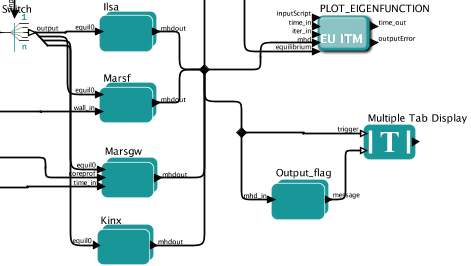 Switch
1
n
output
Ilsa
equil0
mhdout
Marsf
equil0
wall_in
mhdout
Marsgw
equil0
coreprof
time_in
mhdout
Kinx
equil0
mhdout
PLOT_EIGENFUNCTION
inputScript
time_in
iter_in
mhd
equilibrium
EU ITM
time_out
outputError
Multiple Tab Display
trigger
T
Output_flag
mhd_in
message